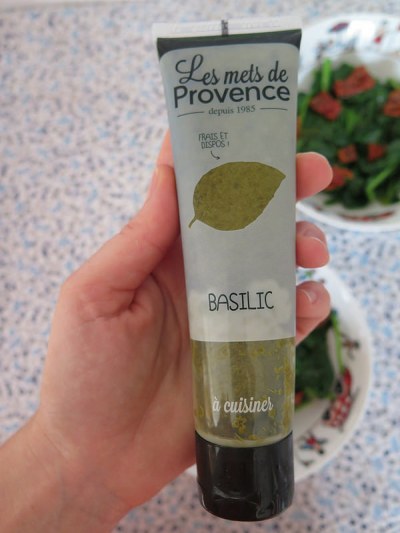 Les mets de
Provence
depuis 1985
FRAIS ET
DISPOS !
BASILIC
à cuisiner